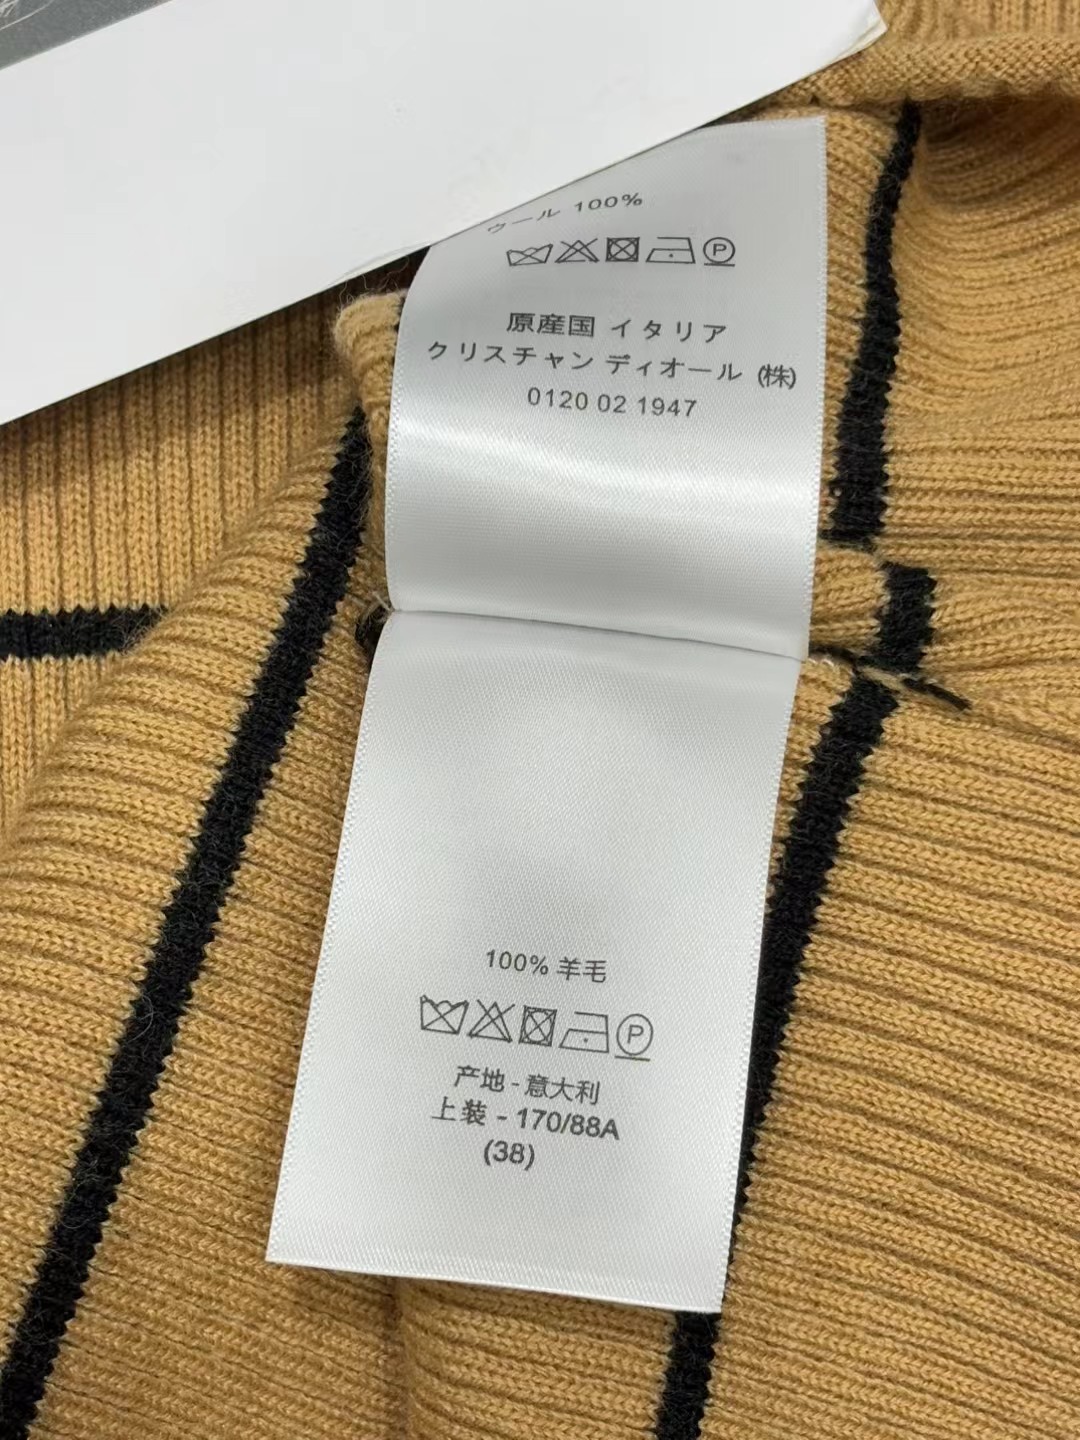 ウール 100%
P
原産国 イタリア
クリスチャン ディオール (株)
0120 02 1947
100% 羊毛
P
产地 - 意大利
上装 - 170/88A
(38)